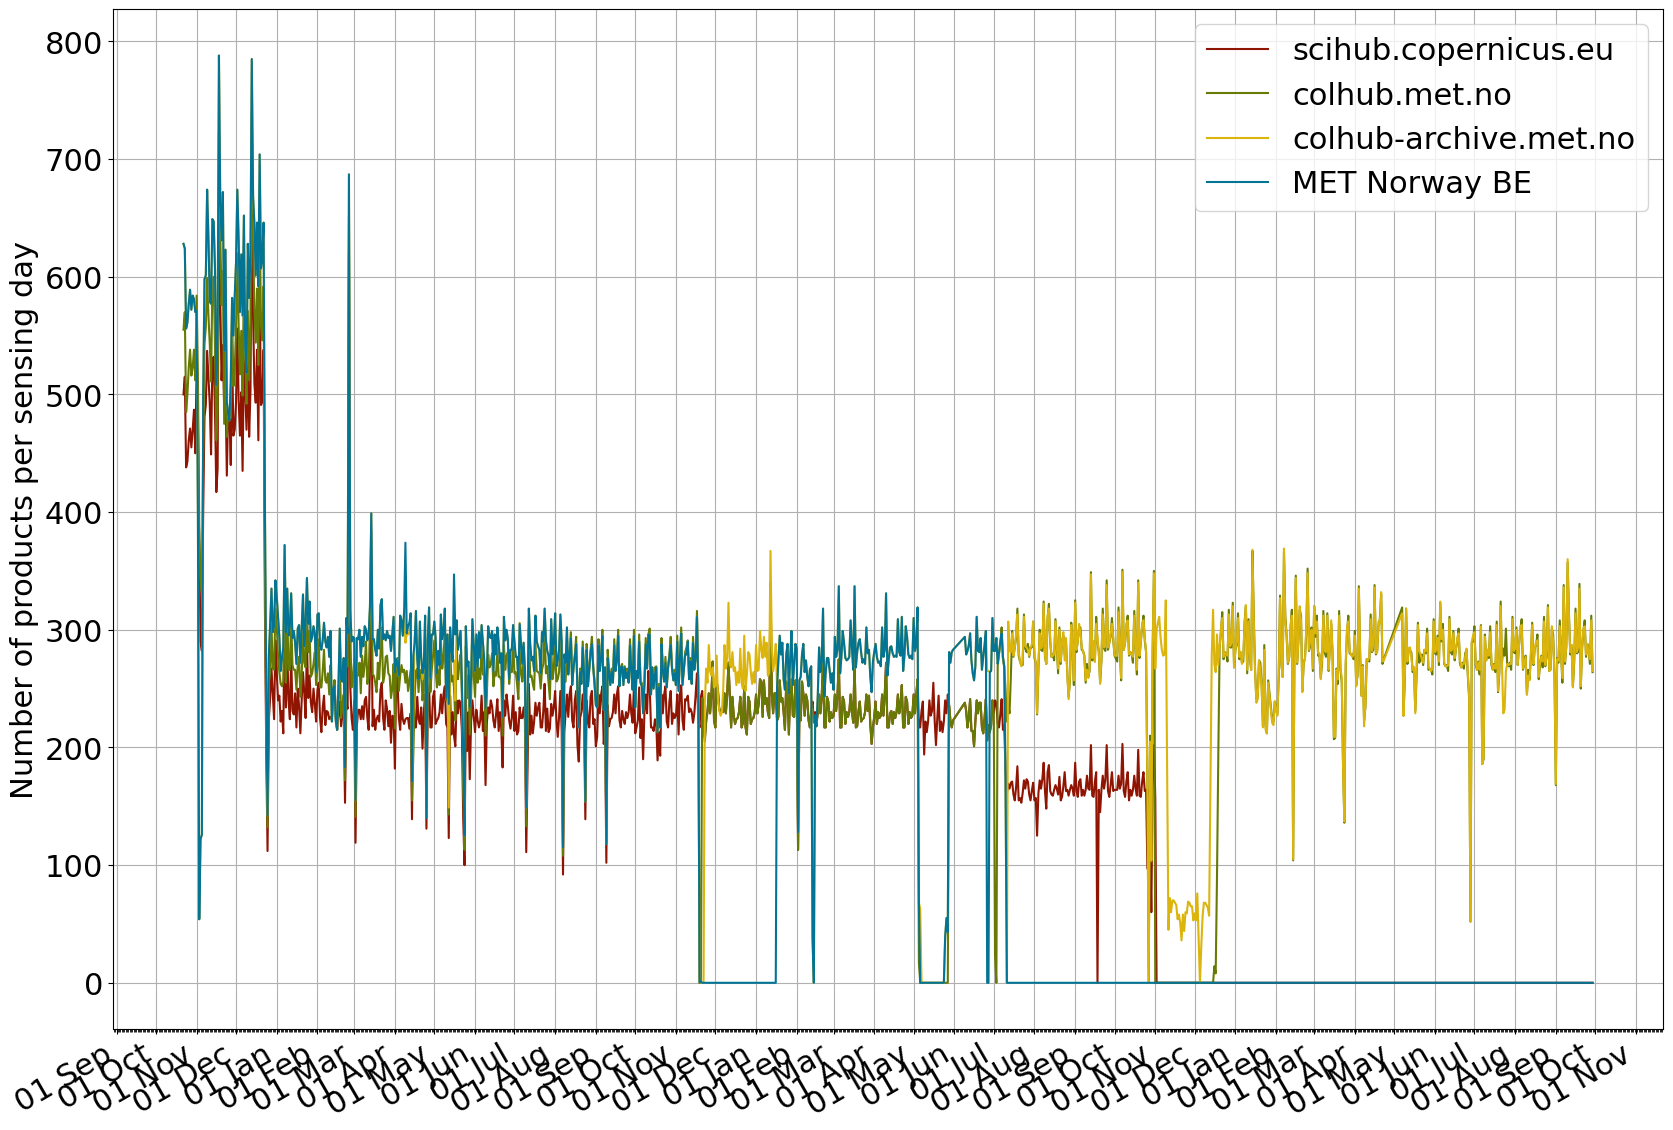 800
700
600
500
400
300
200
100
0
Number of products per sensing day
scihub.copernicus.eu
colhub.met.no
colhub-archive.met.no
MET Norway BE
01 Sep
01 Oct
01 Nov
01 Dec
01 Jan
01 Feb
01 Mar
01 Apr
01 May
01 Jun
01 Jul
01 Aug
01 Sep
01 Oct
01 Nov
01 Dec
01 Jan
01 Feb
01 Mar
01 Apr
01 May
01 Jun
01 Jul
01 Aug
01 Sep
01 Oct
01 Nov
01 Dec
01 Jan
01 Feb
01 Mar
01 Apr
01 May
01 Jun
01 Jul
01 Aug
01 Sep
01 Oct
01 Nov